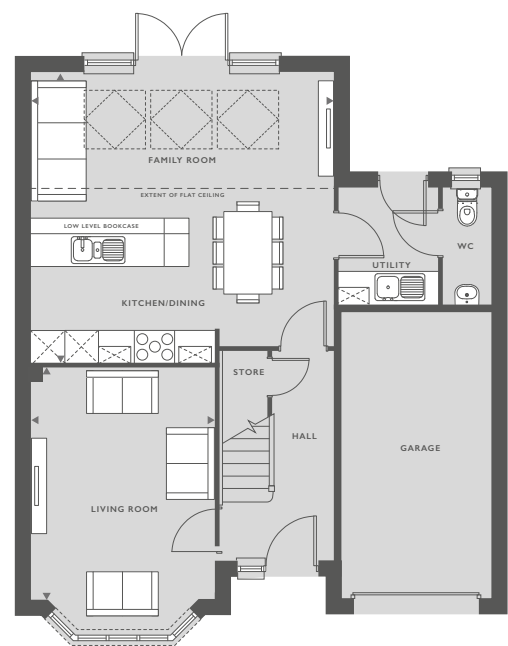 FAMILY ROOM
EXTENT OF FLAT CEILING
LOW LEVEL BOOKCASE
WC
UTILITY
KITCHEN/DINING
STORE
HALL
GARAGE
LIVING ROOM